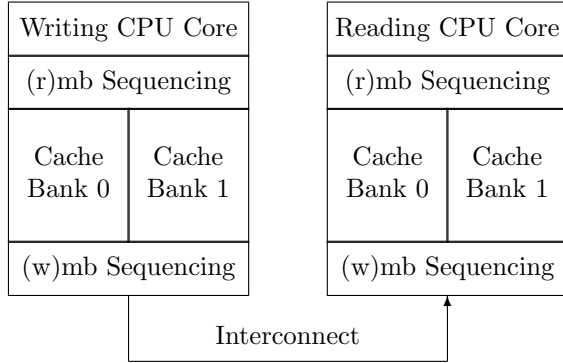 Writing CPU Core
(r)mb Sequencing
Cache
Bank 0
Cache
Bank 1
(w)mb Sequencing
Reading CPU Core
(r)mb Sequencing
Cache
Bank 0
Cache
Bank 1
(w)mb Sequencing
Interconnect